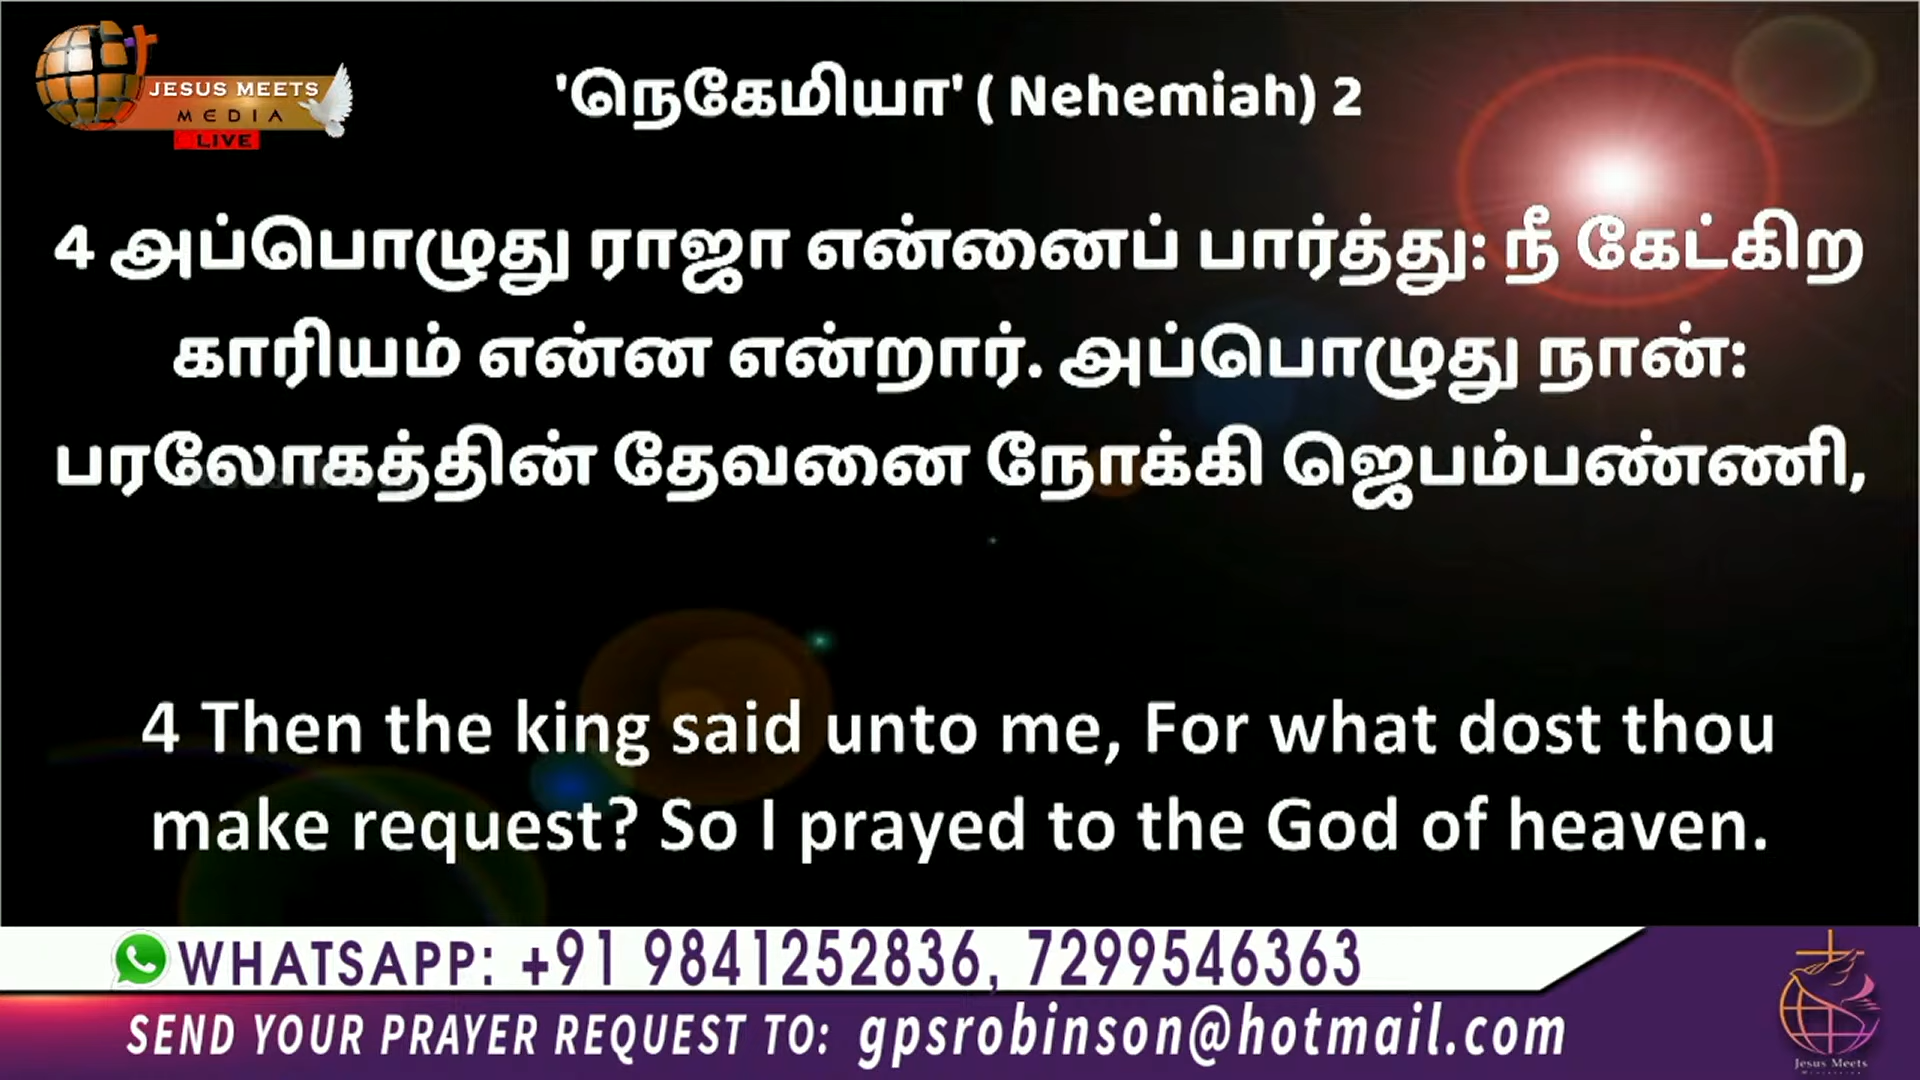 JESUS MEETS
MEDIA
LIVE
'நெகேமியா' ( Nehemiah) 2
4 அப்பொழுது ராஜா என்னைப் பார்த்து: நீ கேட்கிற
காரியம் என்ன என்றார். அப்பொழுது நான்:
பரலோகத்தின் தேவனை நோக்கி ஜெபம்பண்ணி,
4 Then the king said unto me, For what dost thou
make request? So I prayed to the God of heaven.
WHATSAPP: +91 9841252836, 7299546363
SEND YOUR PRAYER REQUEST TO: gpsrobinson@hotmail.com
Jesus Meets